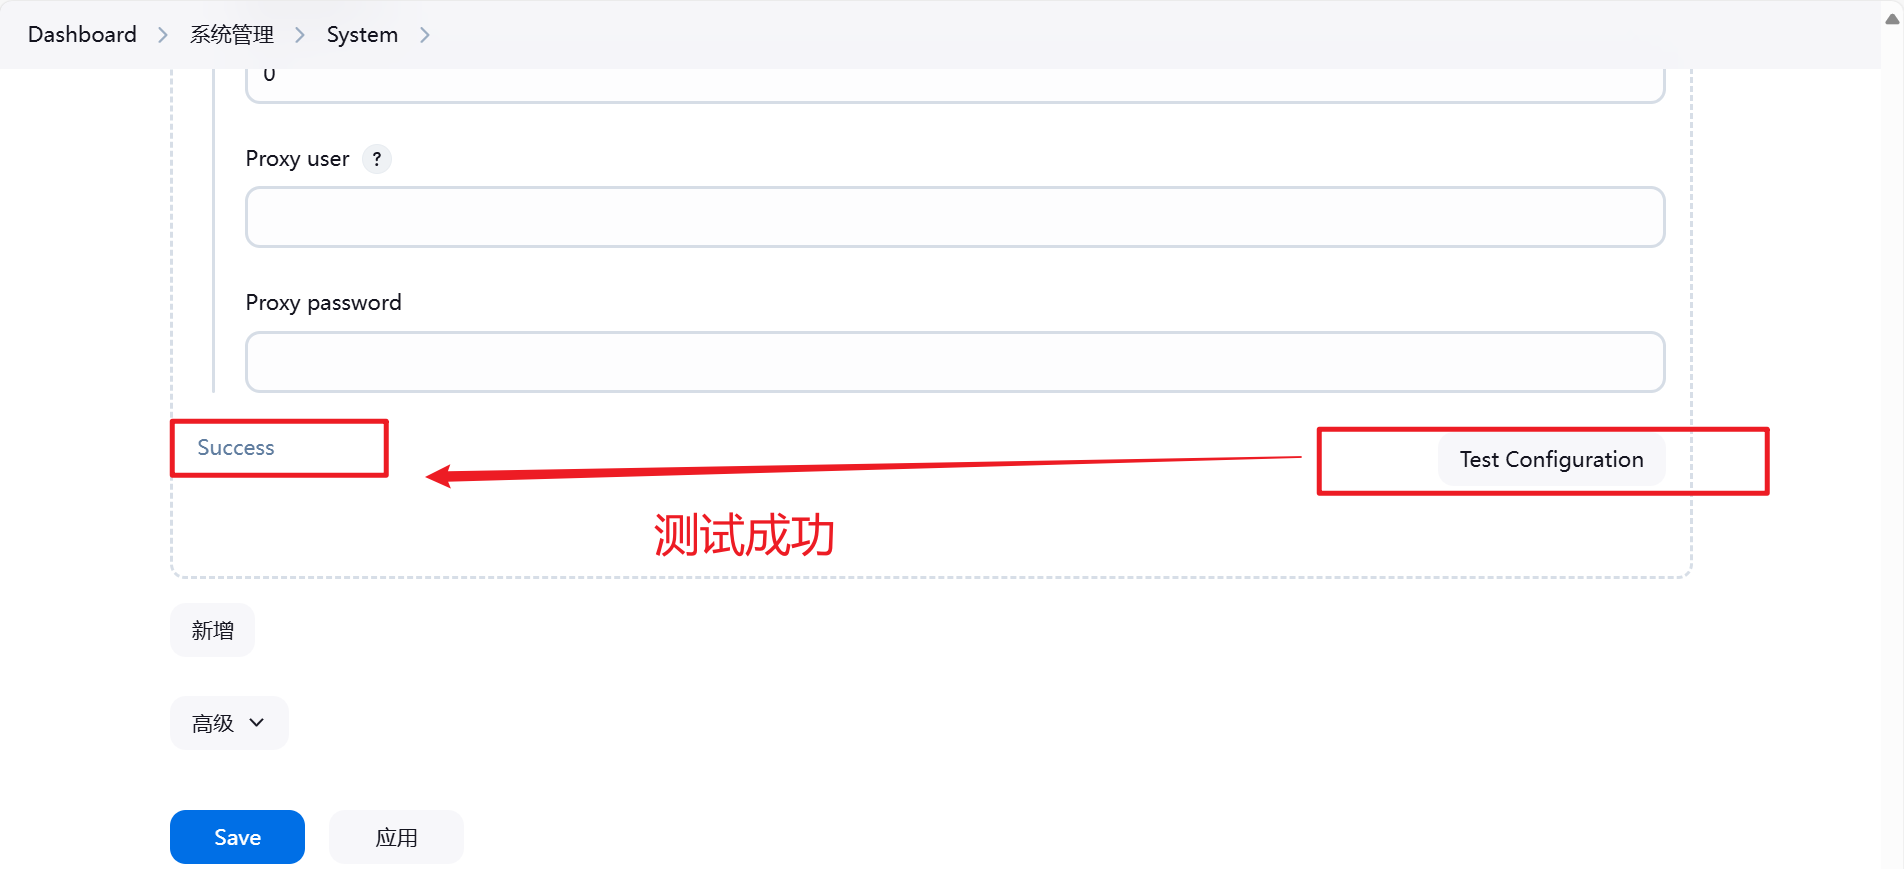 Dashboard > 系统管理 > System >
0
Proxy user ?
Proxy password
Success
Test Configuration
测试成功
新增
高级
Save 应用